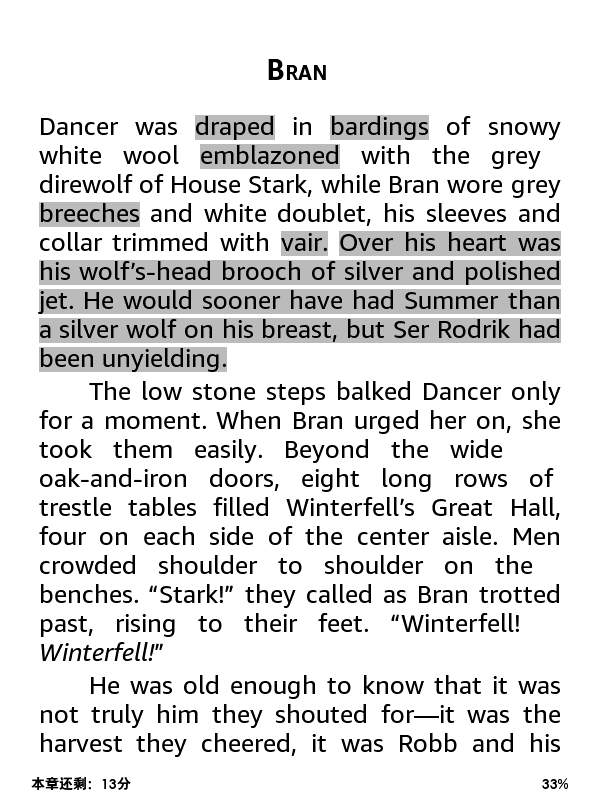 BRAN
Dancer was draped in bardings of snowy
white wool emblazoned with the grey
direwolf of House Stark, while Bran wore grey
breeches and white doublet, his sleeves and
collar trimmed with vair. Over his heart was
his wolf’s-head brooch of silver and polished
jet. He would sooner have had Summer than
a silver wolf on his breast, but Ser Rodrik had
been unyielding.
The low stone steps balked Dancer only
for a moment. When Bran urged her on, she
took them easily. Beyond the wide
oak-and-iron doors, eight long rows of
trestle tables filled Winterfell’s Great Hall,
four on each side of the center aisle. Men
crowded shoulder to shoulder on the
benches. “Stark!” they called as Bran trotted
past, rising to their feet. “Winterfell!
Winterfell!”
He was old enough to know that it was
not truly him they shouted for—it was the
harvest they cheered, it was Robb and his
本章还剩：13分 33%